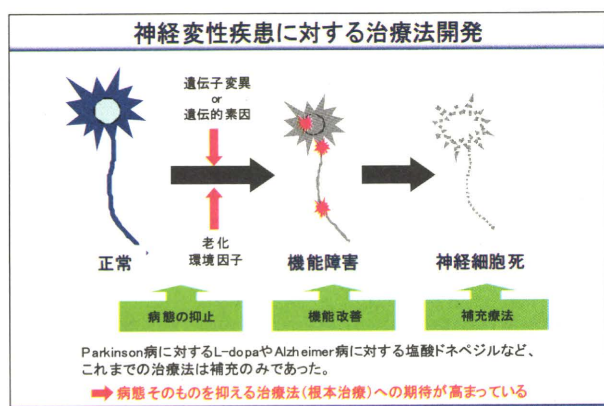 神経変性疾患に対する治療法開発
遺伝子変異
or
遺伝的素因
老化
環境因子
正常
機能障害
神経細胞死
病態の抑止
機能改善
補充療法
Parkinson病に対するL-dopaやAlzheimer病に対する塩酸ドネペジルなど、
これまでの治療法は補充のみであった。
病態そのものを抑える治療法(根本治療)への期待が高まっている